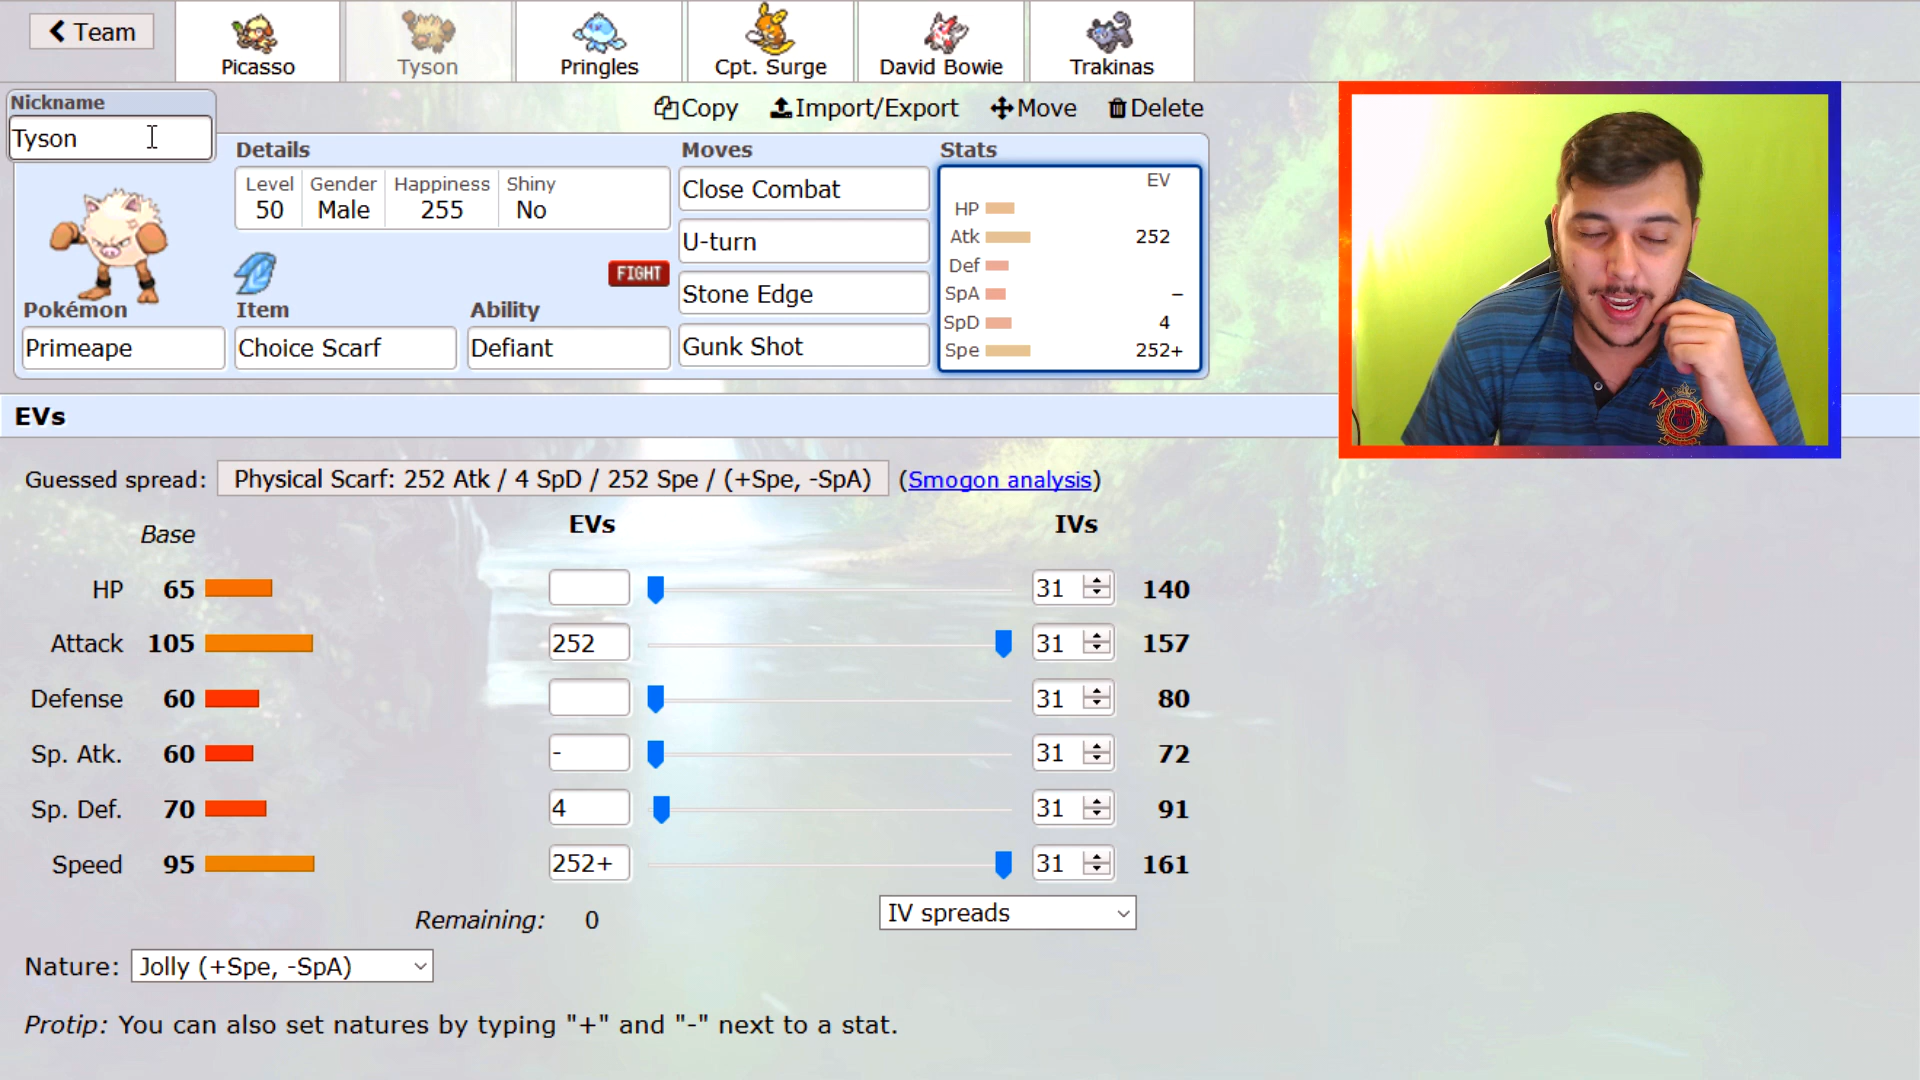 Team
Picasso
Tyson
Pringles
Cpt. Surge
David Bowie
Trakinas
Nickname
Tyson
Copy
Import/Export
Move
Delete
Details
Level Gender Happiness Shiny
50 Male 255 No
FIGHT
Pokémon
Primeape
Item
Choice Scarf
Ability
Defiant
Moves
Close Combat
U-turn
Stone Edge
Gunk Shot
Stats
EV
HP
Atk 252
Def
SpA –
SpD 4
Spe 252+
EVs
Guessed spread: Physical Scarf: 252 Atk / 4 SpD / 252 Spe / (+Spe, -SpA) (Smogon analysis)
Base EVs IVs
HP 65 31 140
Attack 105 252 31 157
Defense 60 31 80
Sp. Atk. 60 - 31 72
Sp. Def. 70 4 31 91
Speed 95 252+ 31 161
Remaining: 0
IV spreads
Nature: Jolly (+Spe, -SpA)
Protip: You can also set natures by typing "+" and "-" next to a stat.